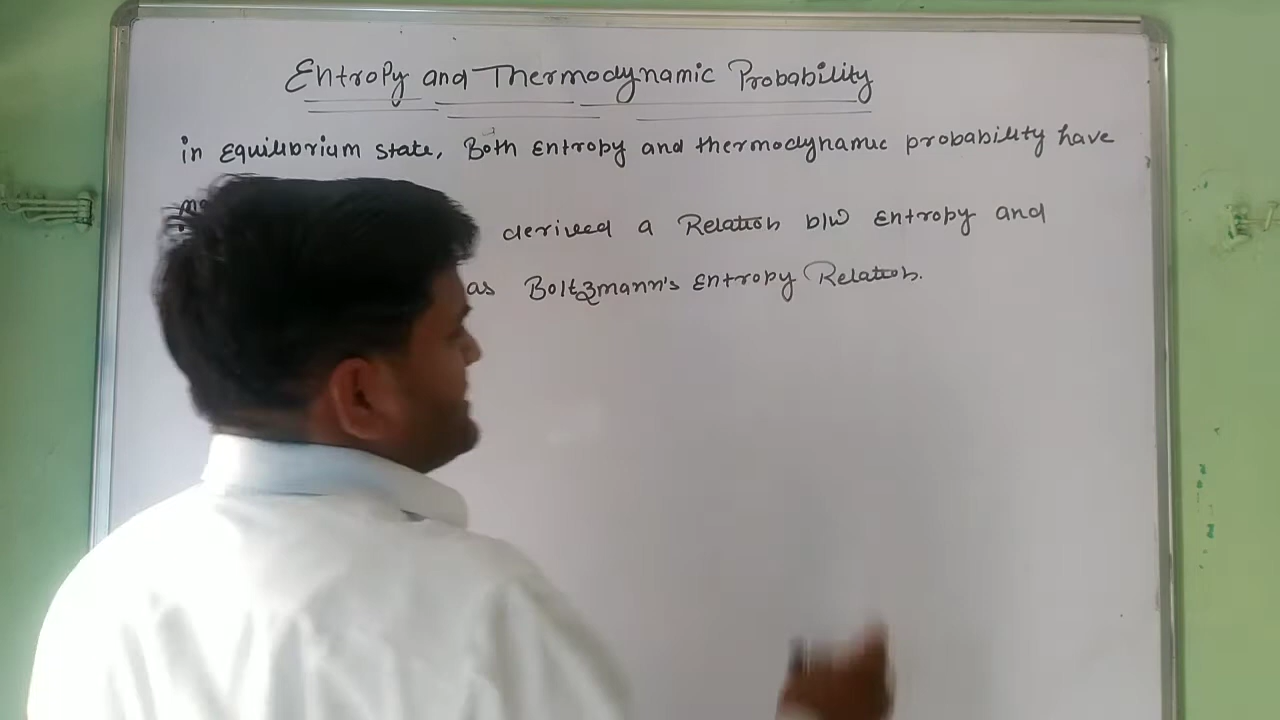 Entropy and Thermodynamic Probability
in Equilibrium state, Both Entropy and thermodynamic probability have
derived a Relation b/w Entropy and
as Boltzmann's Entropy Relation.